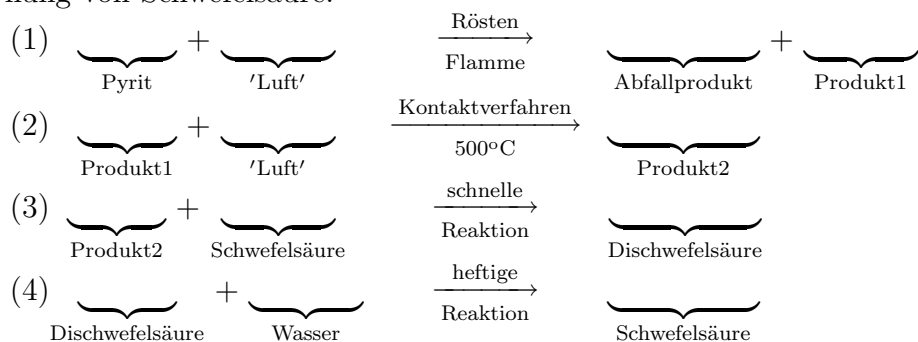 nung von Schwefelsäure.
(1) Pyrit + 'Luft' Rösten Flamme Abfallprodukt + Produkt1
(2) Produkt1 + 'Luft' Kontaktverfahren 500°C Produkt2
(3) Produkt2 + Schwefelsäure schnelle Reaktion Dischwefelsäure
(4) Dischwefelsäure + Wasser heftige Reaktion Schwefelsäure